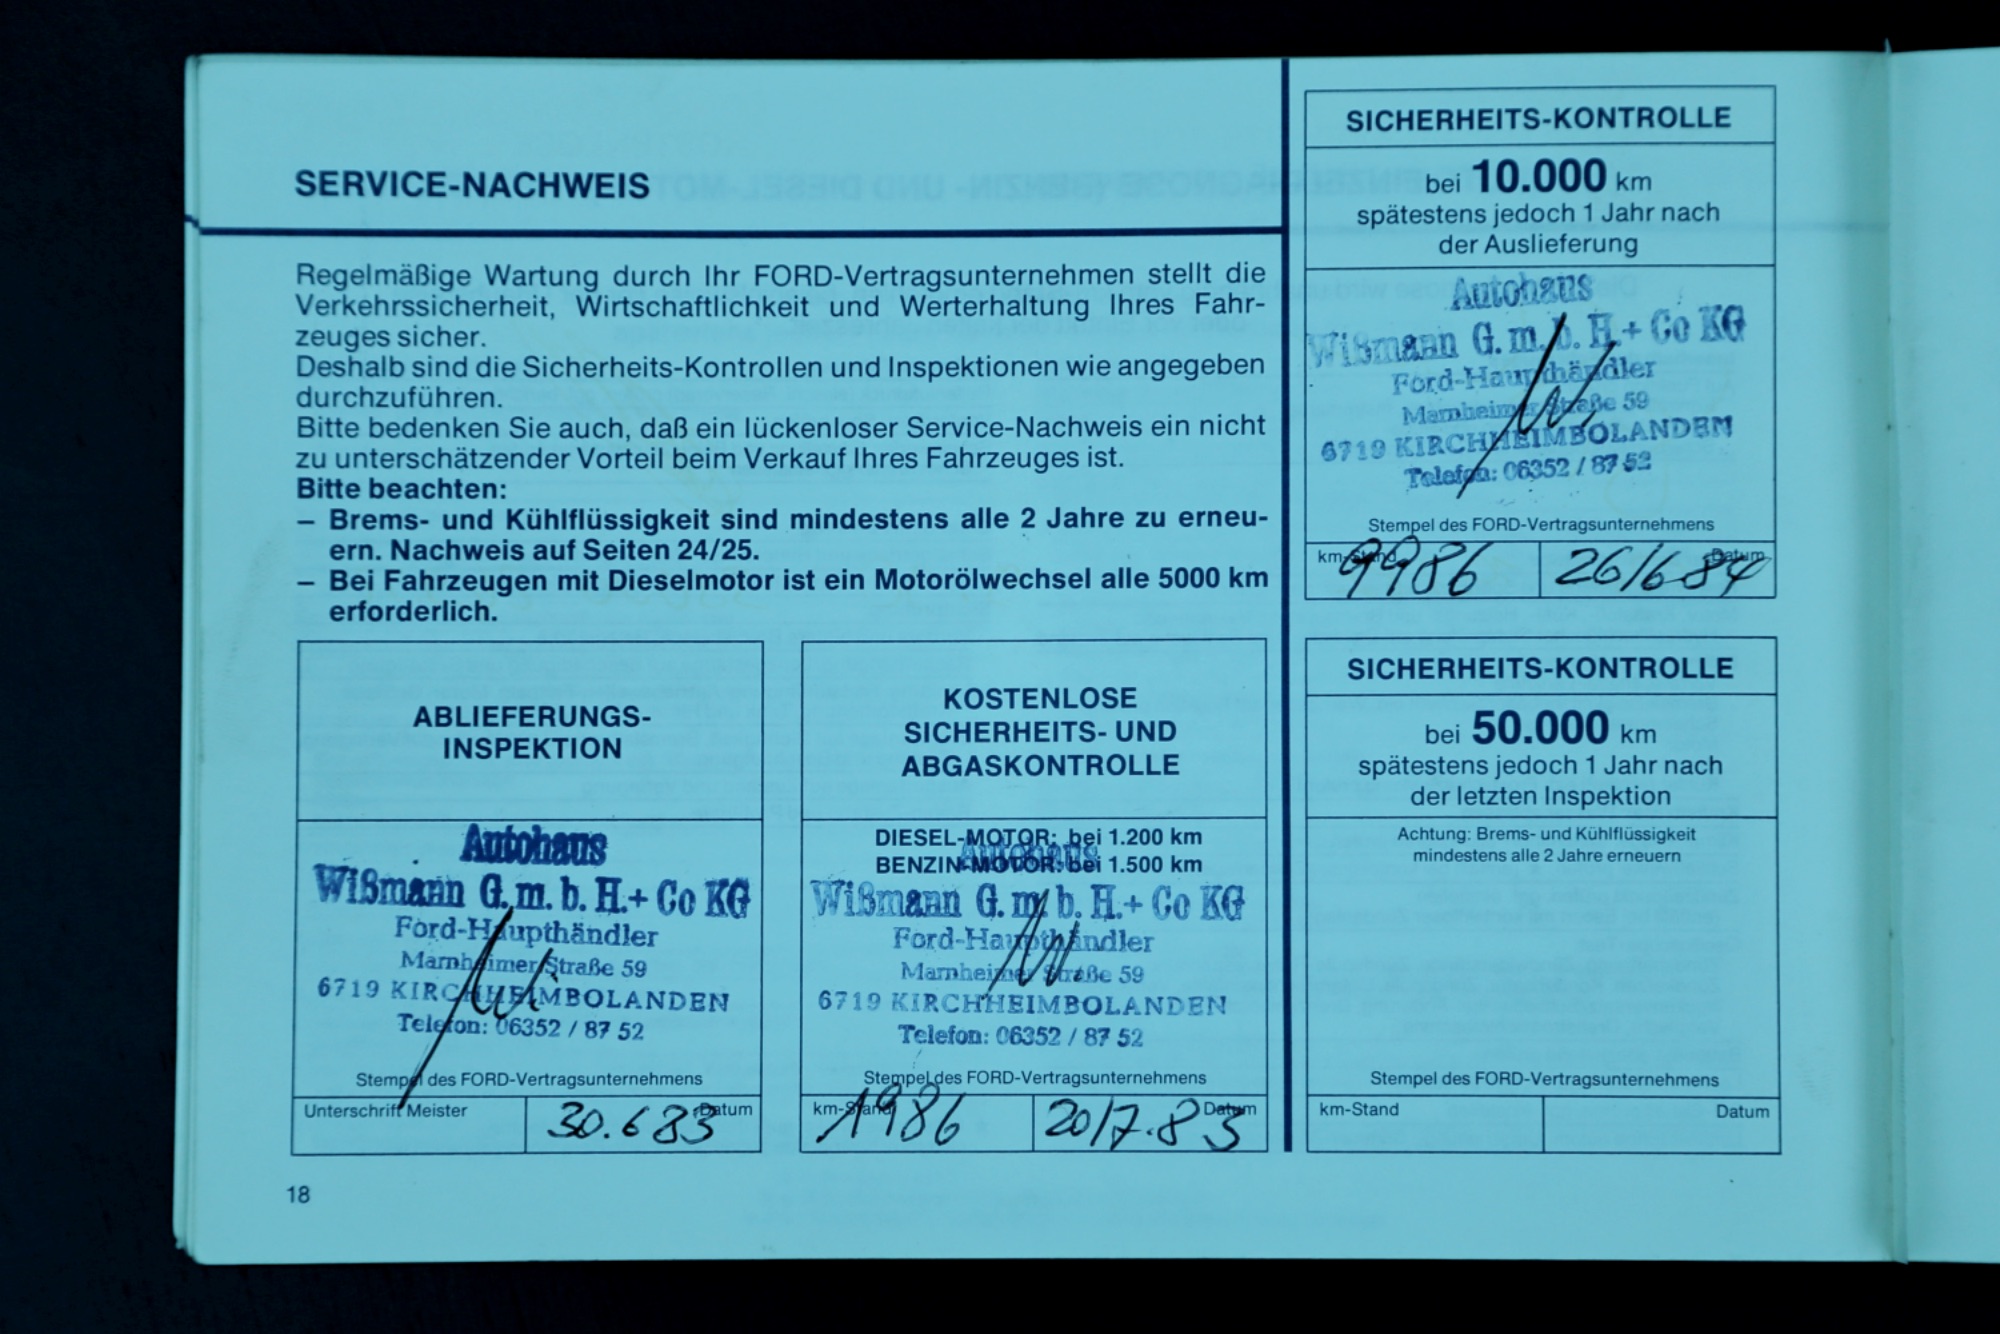 SERVICE-NACHWEIS
Regelmäßige Wartung durch Ihr FORD-Vertragsunternehmen stellt die
Verkehrssicherheit, Wirtschaftlichkeit und Werterhaltung Ihres Fahr-
zeuges sicher.
Deshalb sind die Sicherheits-Kontrollen und Inspektionen wie angegeben
durchzuführen.
Bitte bedenken Sie auch, daß ein lückenloser Service-Nachweis ein nicht
zu unterschätzender Vorteil beim Verkauf Ihres Fahrzeuges ist.
Bitte beachten:
– Brems- und Kühlflüssigkeit sind mindestens alle 2 Jahre zu erneu-
ern. Nachweis auf Seiten 24/25.
– Bei Fahrzeugen mit Dieselmotor ist ein Motorölwechsel alle 5000 km
erforderlich.
ABLIEFERUNGS-
INSPEKTION
Autohaus
Wißmann G.m.b.H.+ Co KG
Ford-Haupthändler
Marnheimer Straße 59
6719 KIRCHHEIMBOLANDEN
Telefon: 06352 / 87 52
Stempel des FORD-Vertragsunternehmens
Unterschrift Meister
Datum
30.6 83
KOSTENLOSE
SICHERHEITS- UND
ABGASKONTROLLE
DIESEL-MOTOR: bei 1.200 km
BENZIN-MOTOR: bei 1.500 km
Autohaus
Wißmann G.m.b.H.+ Co KG
Ford-Haupthändler
Marnheimer Straße 59
6719 KIRCHHEIMBOLANDEN
Telefon: 06352 / 87 52
Stempel des FORD-Vertragsunternehmens
km-Stand
1986
Datum
20/7.83
SICHERHEITS-KONTROLLE
bei 10.000 km
spätestens jedoch 1 Jahr nach
der Auslieferung
Autohaus
Wißmann G.m.b.H.+ Co KG
Ford-Haupthändler
Marnheimer Straße 59
6719 KIRCHHEIMBOLANDEN
Telefon: 06352 / 87 52
Stempel des FORD-Vertragsunternehmens
km-Stand
9986
Datum
26/6 84
SICHERHEITS-KONTROLLE
bei 50.000 km
spätestens jedoch 1 Jahr nach
der letzten Inspektion
Achtung: Brems- und Kühlflüssigkeit
mindestens alle 2 Jahre erneuern
Stempel des FORD-Vertragsunternehmens
km-Stand
Datum
18